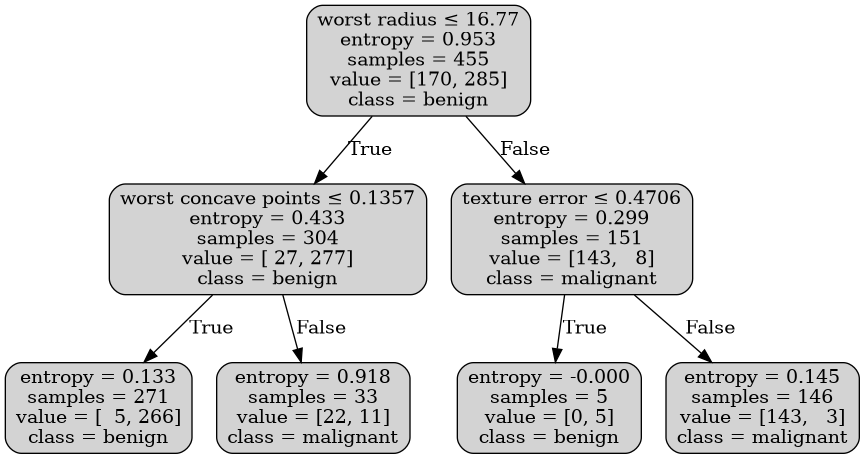 worst radius ≤ 16.77
entropy = 0.953
samples = 455
value = [170, 285]
class = benign
True
False
worst concave points ≤ 0.1357
entropy = 0.433
samples = 304
value = [ 27, 277]
class = benign
texture error ≤ 0.4706
entropy = 0.299
samples = 151
value = [143,   8]
class = malignant
True
False
True
False
entropy = 0.133
samples = 271
value = [  5, 266]
class = benign
entropy = 0.918
samples = 33
value = [22, 11]
class = malignant
entropy = -0.000
samples = 5
value = [0, 5]
class = benign
entropy = 0.145
samples = 146
value = [143,   3]
class = malignant